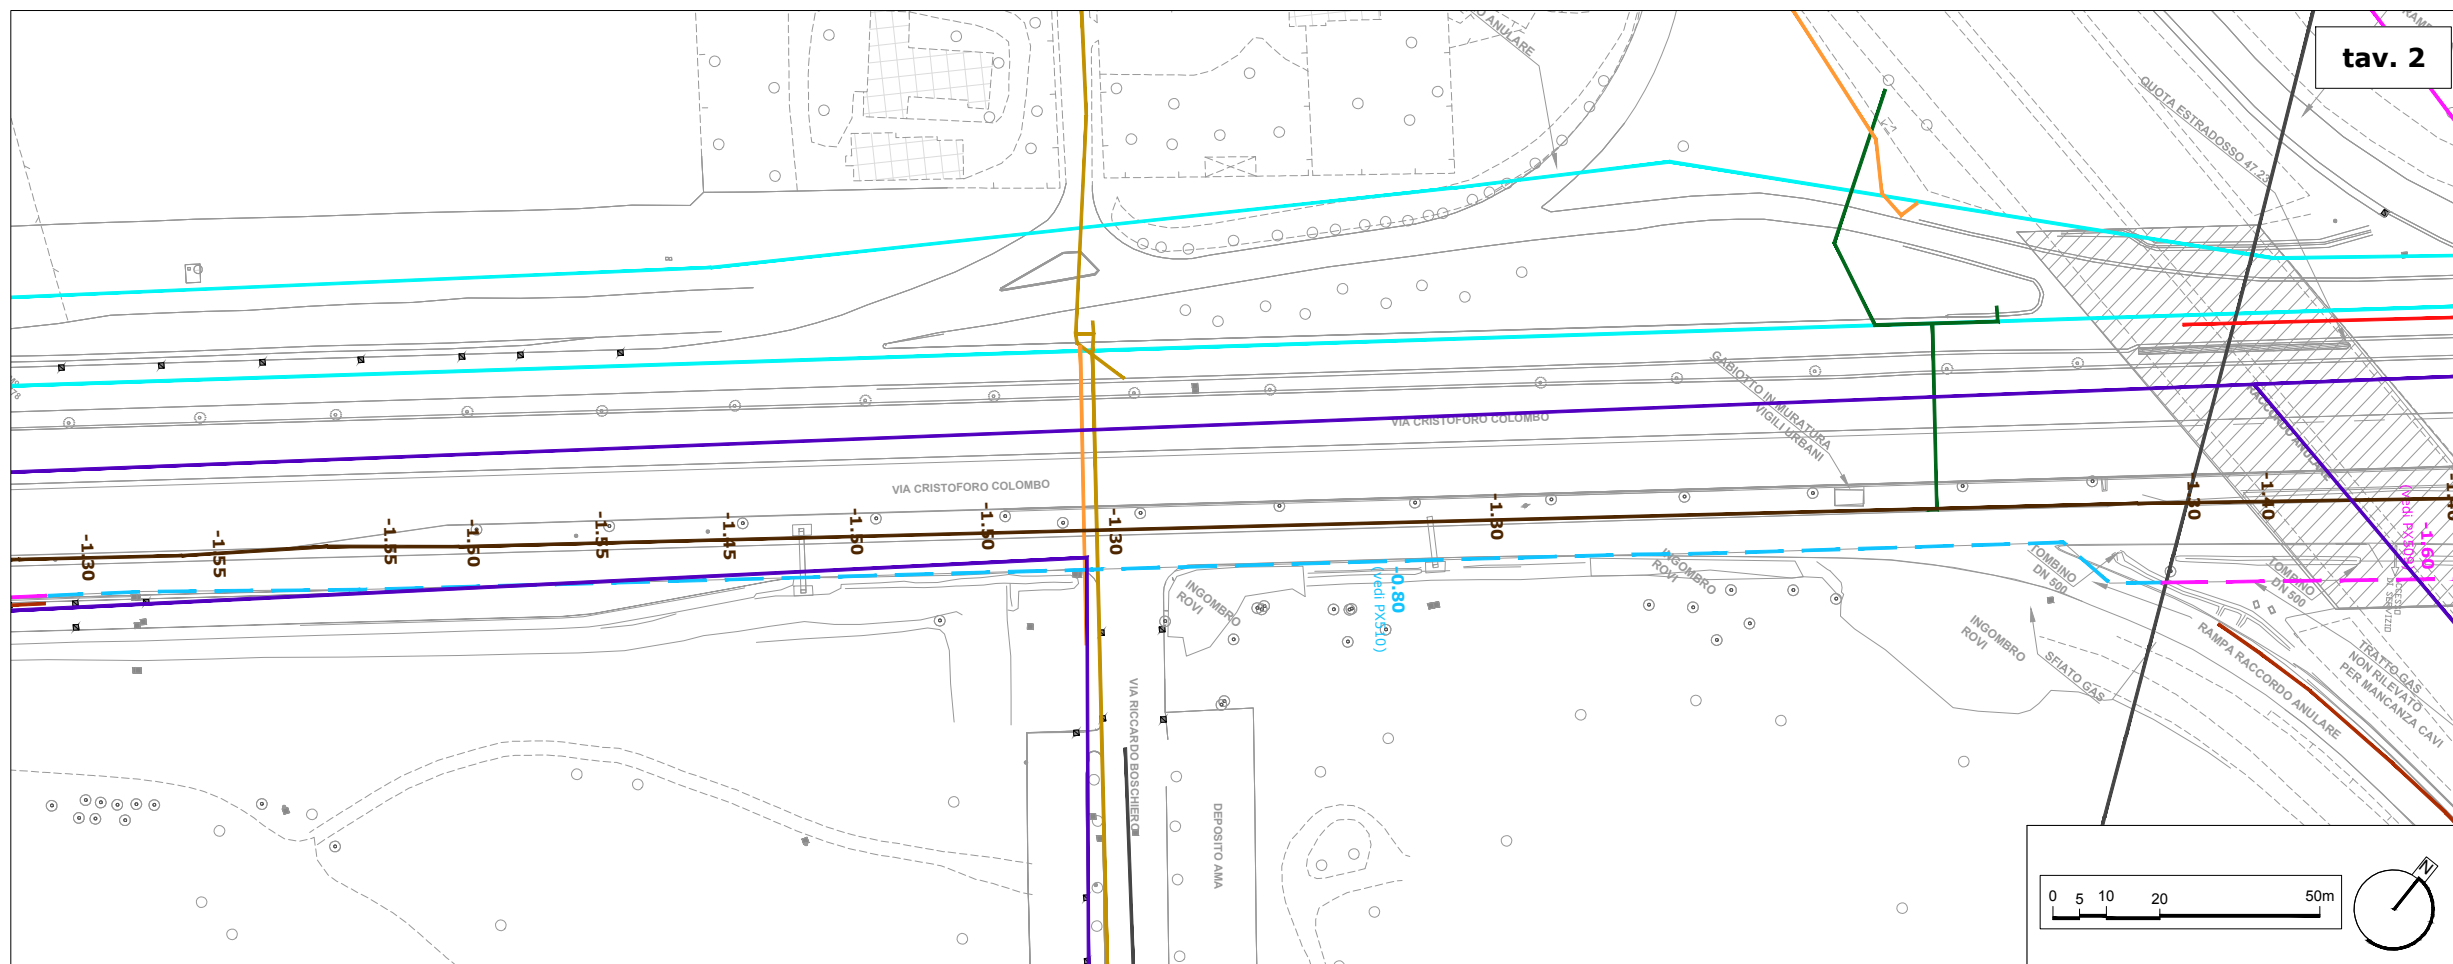 tav. 2
O ANULARE
RAMP
QUOTA ESTRADOSSO 47.23
GABIOTTO IN MURATURA
VIGILI URBANI
VIA CRISTOFORO COLOMBO
VIA CRISTOFORO COLOMBO
-1.30
-1.55
-1.55
-1.50
-1.55
-1.45
-1.50
-1.50
-1.30
-1.30
-1.30
-1.40
-1.40
-1.60
-0.80
(vedi PX510)
INGOMBRO
ROVI
INGOMBRO
ROVI
INGOMBRO
ROVI
TOMBINO
DN 500
TOMBINO
DN 500
SFIATO GAS
RAMPA RACCORDO ANULARE
TRATTO GAS
NON RILEVATO
PER MANCANZA CAVI
VIA RICCARDO BOSCHIERO
DEPOSITO AMA
0 5 10 20 50m
N